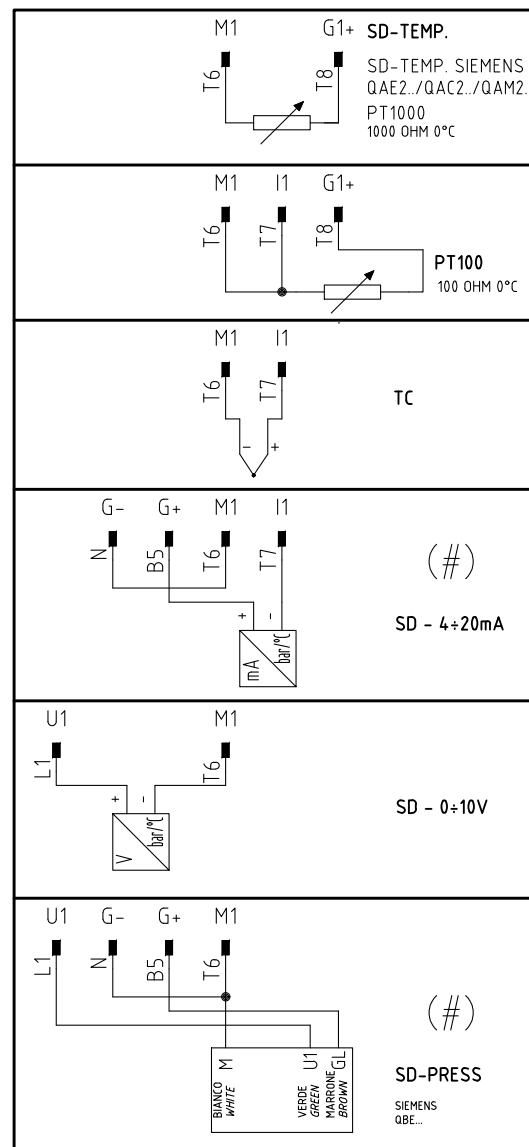 M1 G1+ SD-TEMP.
T6 T8
SD-TEMP. SIEMENS
QAE2../QAC2../QAM2.
PT1000
1000 OHM 0°C
M1 I1 G1+
T6 T7 T8
PT100
100 OHM 0°C
M1 I1
T6 T7
TC
- +
G- G+ M1 I1
N B5 T6 T7
(#)
+ -
mA bar/°C
SD - 4÷20mA
U1 M1
L1 T6
+ -
V bar/°C
SD - 0÷10V
U1 G- G+ M1
L1 N B5 T6
(#)
M U1 GL
BIANCO
WHITE
VERDE
GREEN
MARRONE
BROWN
SD-PRESS
SIEMENS
QBE...